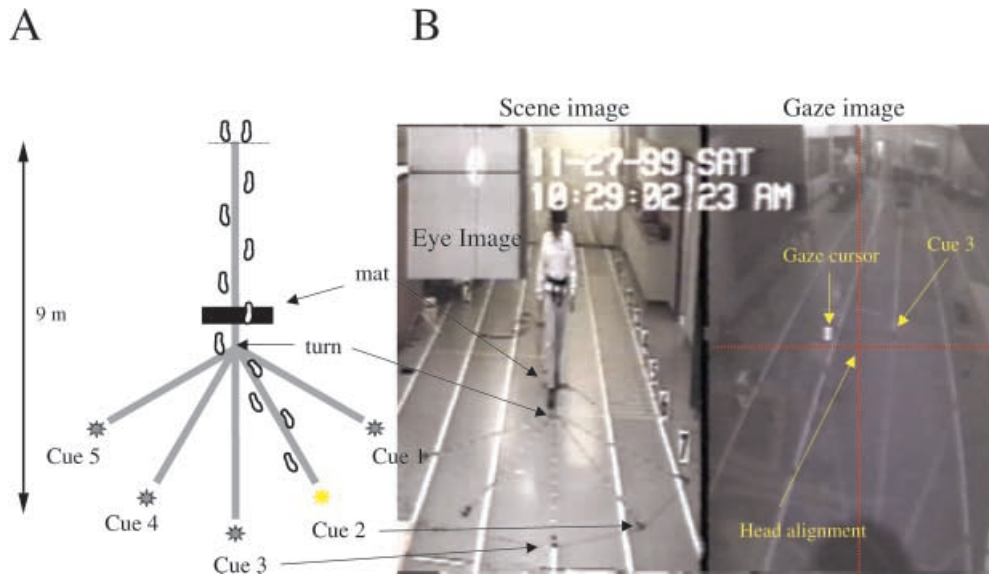 A
B
Scene image
Gaze image
11-27-99 SAT
10:29:02 23 AM
Eye Image
Gaze cursor
Cue 3
mat
9 m
turn
Cue 5
Cue 1
Cue 4
Cue 2
Cue 3
Head alignment